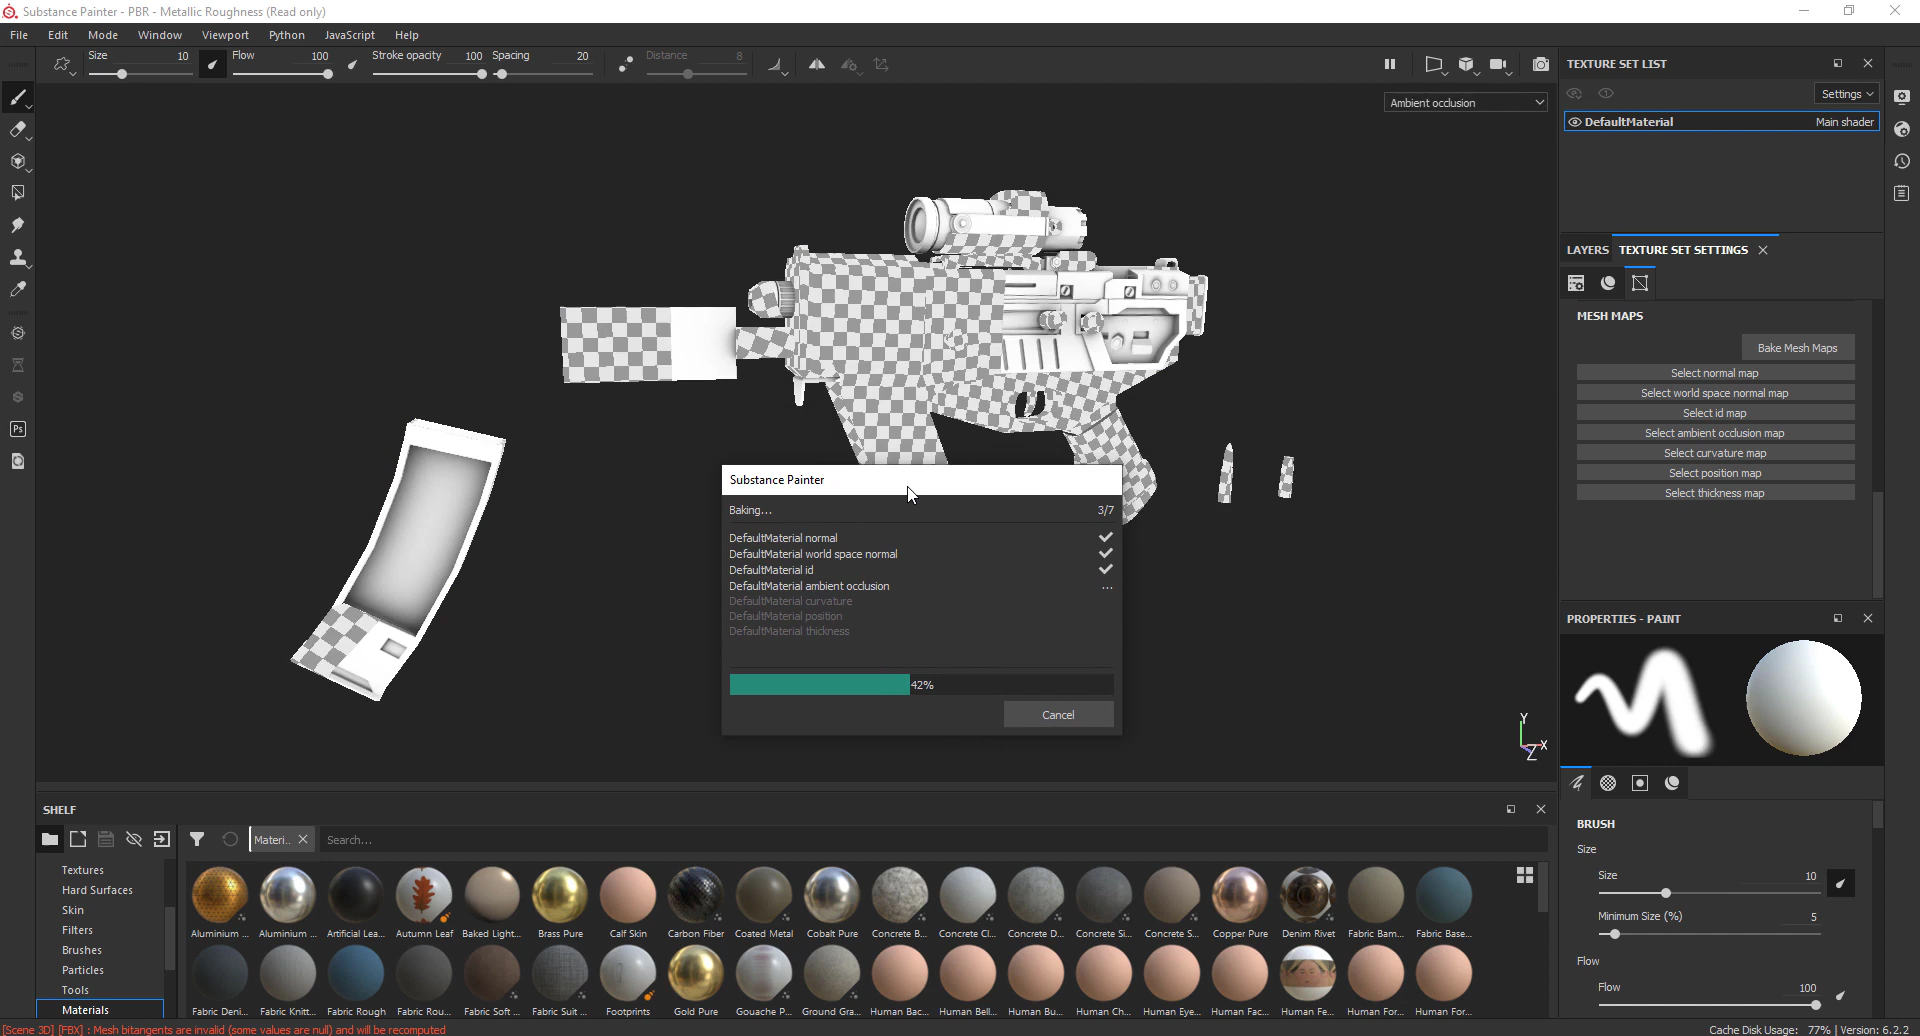 Substance Painter - PBR - Metallic Roughness (Read only)
File Edit Mode Window Viewport Python JavaScript Help
Size 10 Flow 100 Stroke opacity 100 Spacing 20 Distance 8
Ambient occlusion
TEXTURE SET LIST
Settings
DefaultMaterial Main shader
LAYERS TEXTURE SET SETTINGS
MESH MAPS
Bake Mesh Maps
Select normal map
Select world space normal map
Select id map
Select ambient occlusion map
Select curvature map
Select position map
Select thickness map
Substance Painter
Baking... 3/7
DefaultMaterial normal
DefaultMaterial world space normal
DefaultMaterial id
DefaultMaterial ambient occlusion ...
DefaultMaterial curvature
DefaultMaterial position
DefaultMaterial thickness
42%
Cancel
Y
X
Z
Ps
PROPERTIES - PAINT
BRUSH
Size
Size 10
Minimum Size (%) 5
Flow
Flow 100
SHELF
Materi.. Search...
Textures
Hard Surfaces
Skin
Filters
Brushes
Particles
Tools
Materials
Aluminium ... Aluminium ... Artificial Lea... Autumn Leaf Baked Light... Brass Pure Calf Skin Carbon Fiber Coated Metal Cobalt Pure Concrete B... Concrete Cl... Concrete D... Concrete Si... Concrete S... Copper Pure Denim Rivet Fabric Bam... Fabric Base...
Fabric Deni... Fabric Knitt... Fabric Rough Fabric Rou... Fabric Soft ... Fabric Suit ... Footprints Gold Pure Gouache P... Ground Gra... Human Bac... Human Bell... Human Bu... Human Ch... Human Eye... Human Fac... Human Fe... Human For... Human For...
[Scene 3D] [FBX] : Mesh bitangents are invalid (some values are null) and will be recomputed
Cache Disk Usage: 77% | Version: 6.2.2